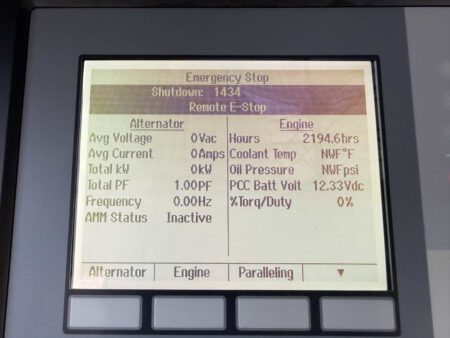 Emergency Stop
Shutdown: 1434
Remote E-Stop
Alternator Engine
Avg Voltage 0Vac Hours 2194.6hrs
Avg Current 0Amps Coolant Temp NWF°F
Total kW 0kW Oil Pressure NWFpsi
Total PF 1.00PF PCC Batt Volt 12.33Vdc
Frequency 0.00Hz %Torq/Duty 0%
AMM Status Inactive
Alternator Engine Paralleling ▼